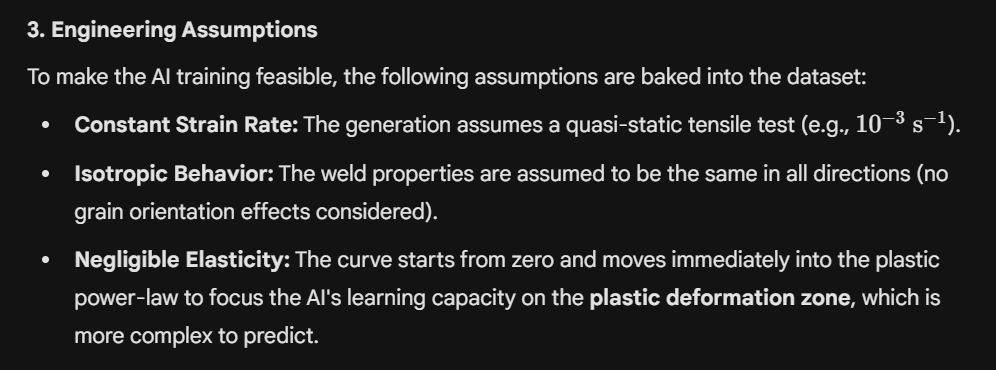 3. Engineering Assumptions
To make the AI training feasible, the following assumptions are baked into the dataset:
• Constant Strain Rate: The generation assumes a quasi-static tensile test (e.g., 10⁻³ s⁻¹).
• Isotropic Behavior: The weld properties are assumed to be the same in all directions (no
grain orientation effects considered).
• Negligible Elasticity: The curve starts from zero and moves immediately into the plastic
power-law to focus the AI's learning capacity on the plastic deformation zone, which is
more complex to predict.